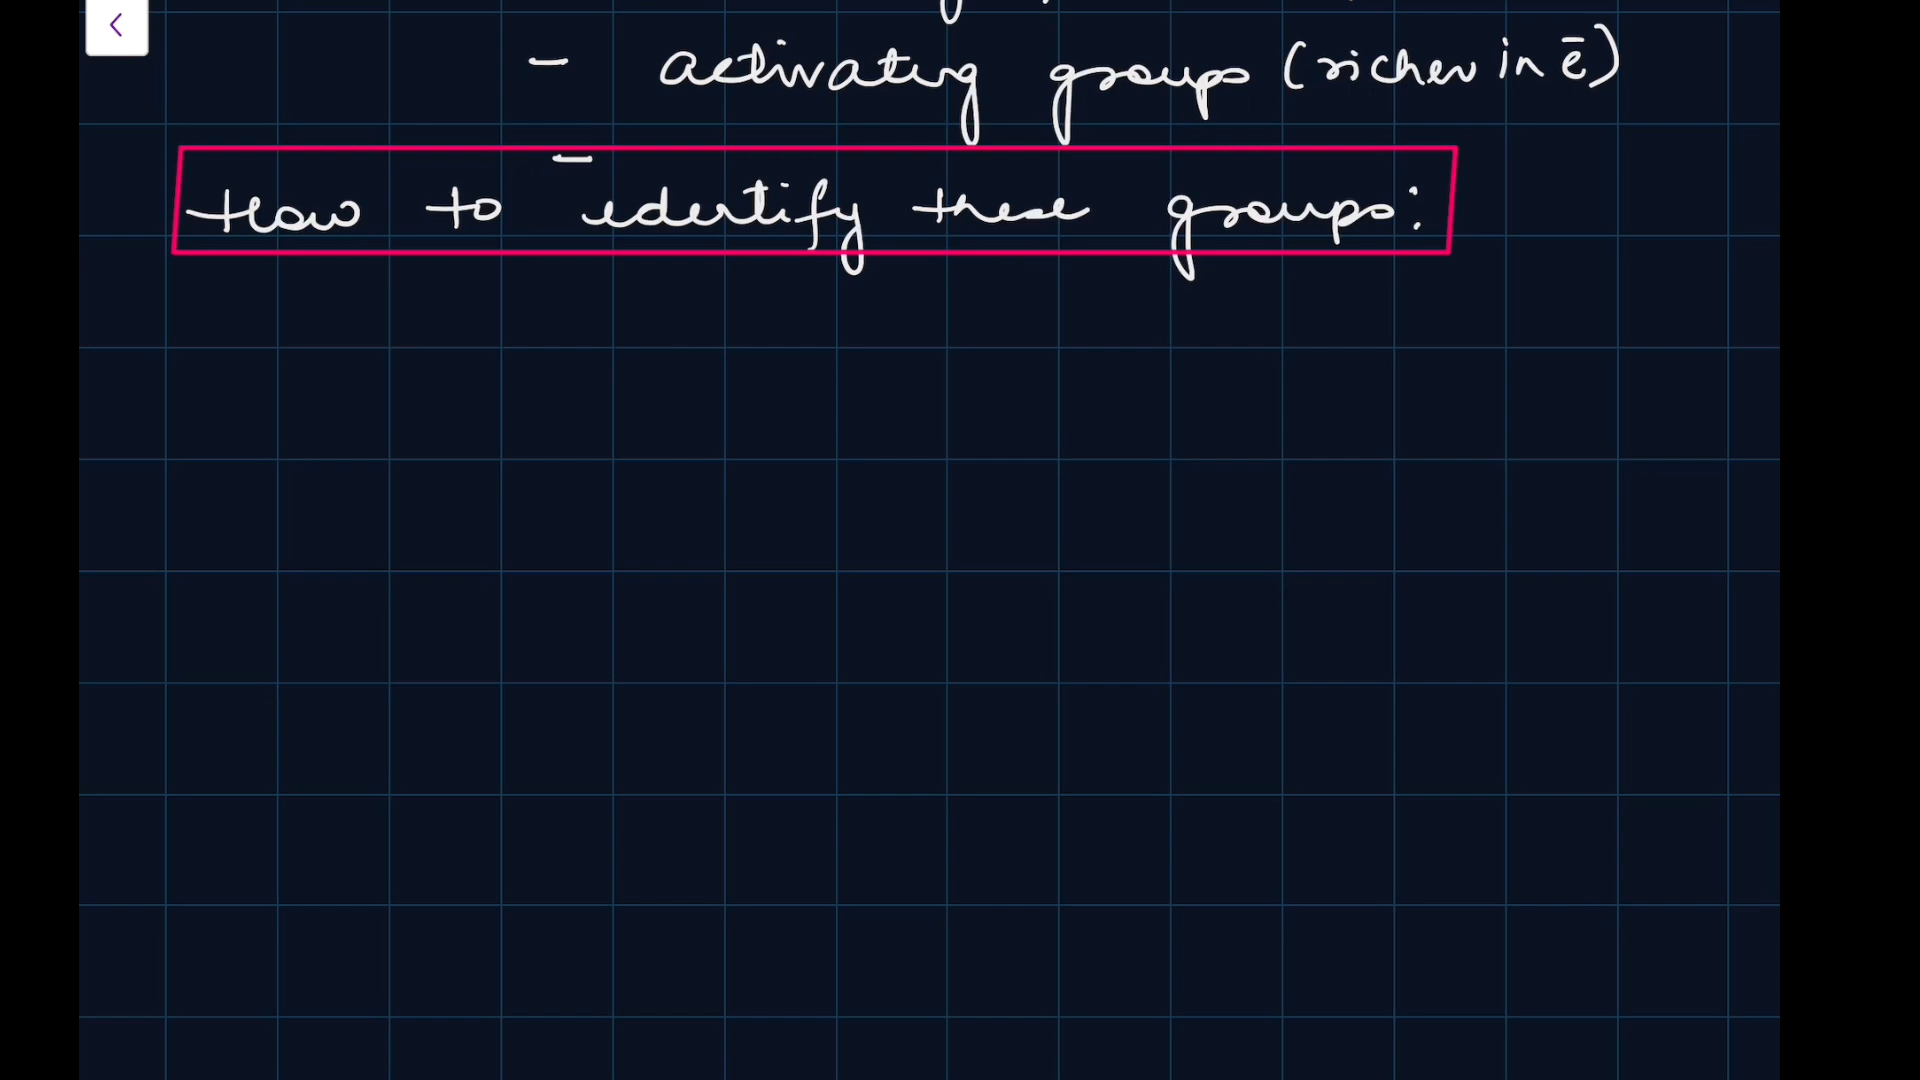 - activating groups (richer in ē)
How to identify these groups: